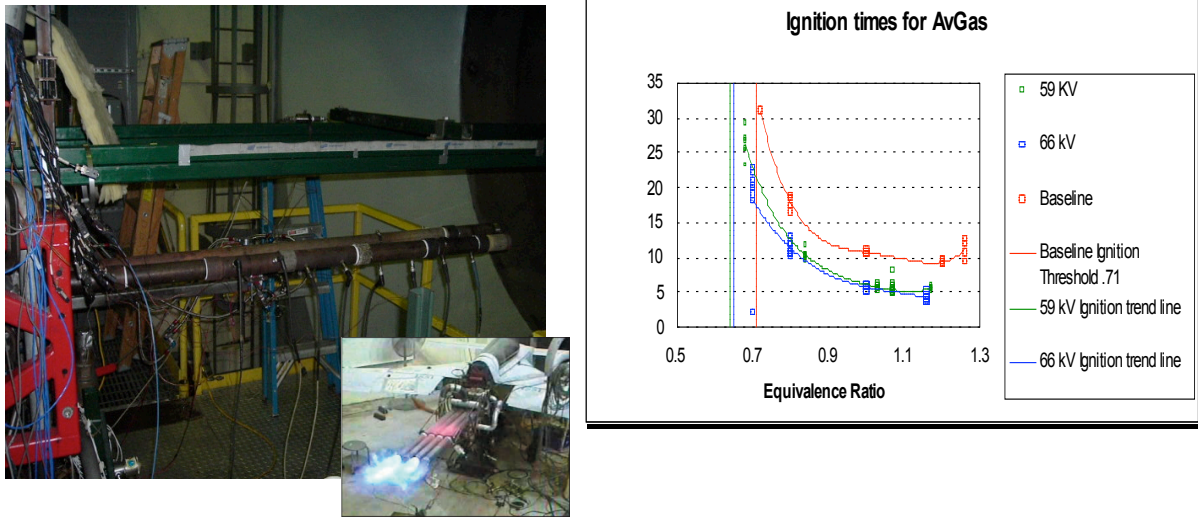 Ignition times for AvGas
35
30
25
20
15
10
5
0
0.5 0.7 0.9 1.1 1.3
Equivalence Ratio
59 KV
66 kV
Baseline
Baseline Ignition
Threshold .71
59 kV Ignition trend line
66 kV Ignition trend line